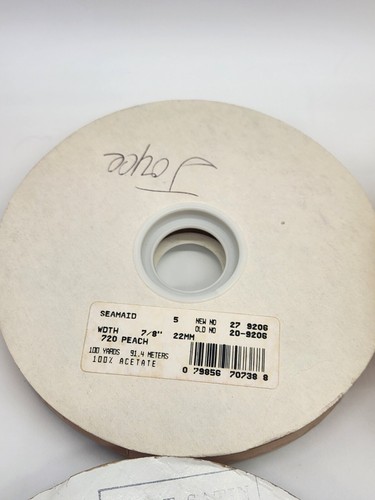 Joyce
SEAMAID 5 NEW NO 27 9206
OLD NO 20-9206
WDTH 7/8" 22MM
720 PEACH
100 YARDS 91.4 METERS
100% ACETATE
0 79856 70738 8